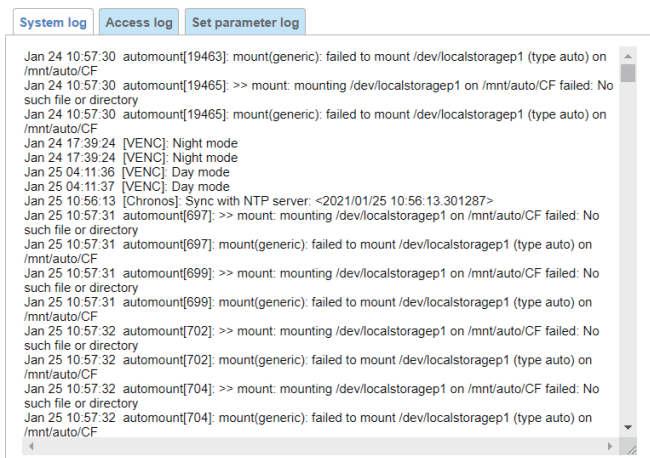 System log Access log Set parameter log
Jan 24 10:57:30 automount[19463]: mount(generic): failed to mount /dev/localstoragep1 (type auto) on
/mnt/auto/CF
Jan 24 10:57:30 automount[19465]: >> mount: mounting /dev/localstoragep1 on /mnt/auto/CF failed: No
such file or directory
Jan 24 10:57:30 automount[19465]: mount(generic): failed to mount /dev/localstoragep1 (type auto) on
/mnt/auto/CF
Jan 24 17:39:24 [VENC]: Night mode
Jan 24 17:39:24 [VENC]: Night mode
Jan 25 04:11:36 [VENC]: Day mode
Jan 25 04:11:37 [VENC]: Day mode
Jan 25 10:56:13 [Chronos]: Sync with NTP server: <2021/01/25 10:56:13.301287>
Jan 25 10:57:31 automount[697]: >> mount: mounting /dev/localstoragep1 on /mnt/auto/CF failed: No
such file or directory
Jan 25 10:57:31 automount[697]: mount(generic): failed to mount /dev/localstoragep1 (type auto) on
/mnt/auto/CF
Jan 25 10:57:31 automount[699]: >> mount: mounting /dev/localstoragep1 on /mnt/auto/CF failed: No
such file or directory
Jan 25 10:57:31 automount[699]: mount(generic): failed to mount /dev/localstoragep1 (type auto) on
/mnt/auto/CF
Jan 25 10:57:32 automount[702]: >> mount: mounting /dev/localstoragep1 on /mnt/auto/CF failed: No
such file or directory
Jan 25 10:57:32 automount[702]: mount(generic): failed to mount /dev/localstoragep1 (type auto) on
/mnt/auto/CF
Jan 25 10:57:32 automount[704]: >> mount: mounting /dev/localstoragep1 on /mnt/auto/CF failed: No
such file or directory
Jan 25 10:57:32 automount[704]: mount(generic): failed to mount /dev/localstoragep1 (type auto) on
/mnt/auto/CF